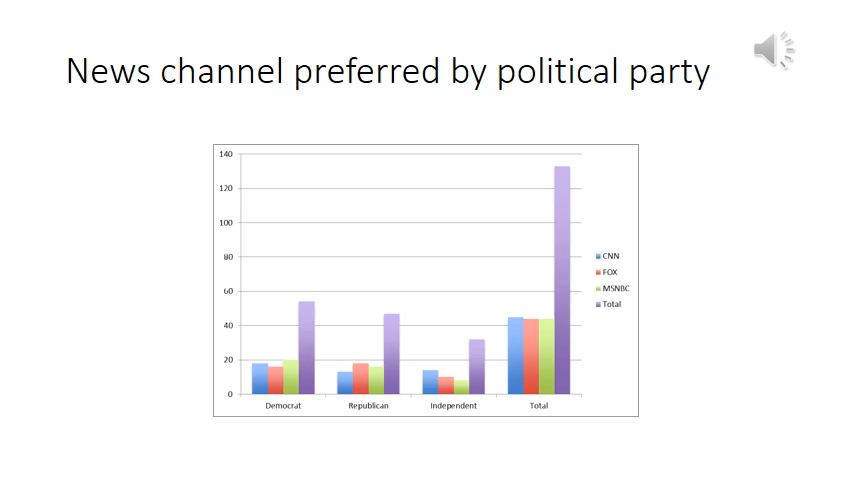 News channel preferred by political party
140
120
100
80
60
40
20
0
CNN
FOX
MSNBC
Total
Democrat Republican Independent Total